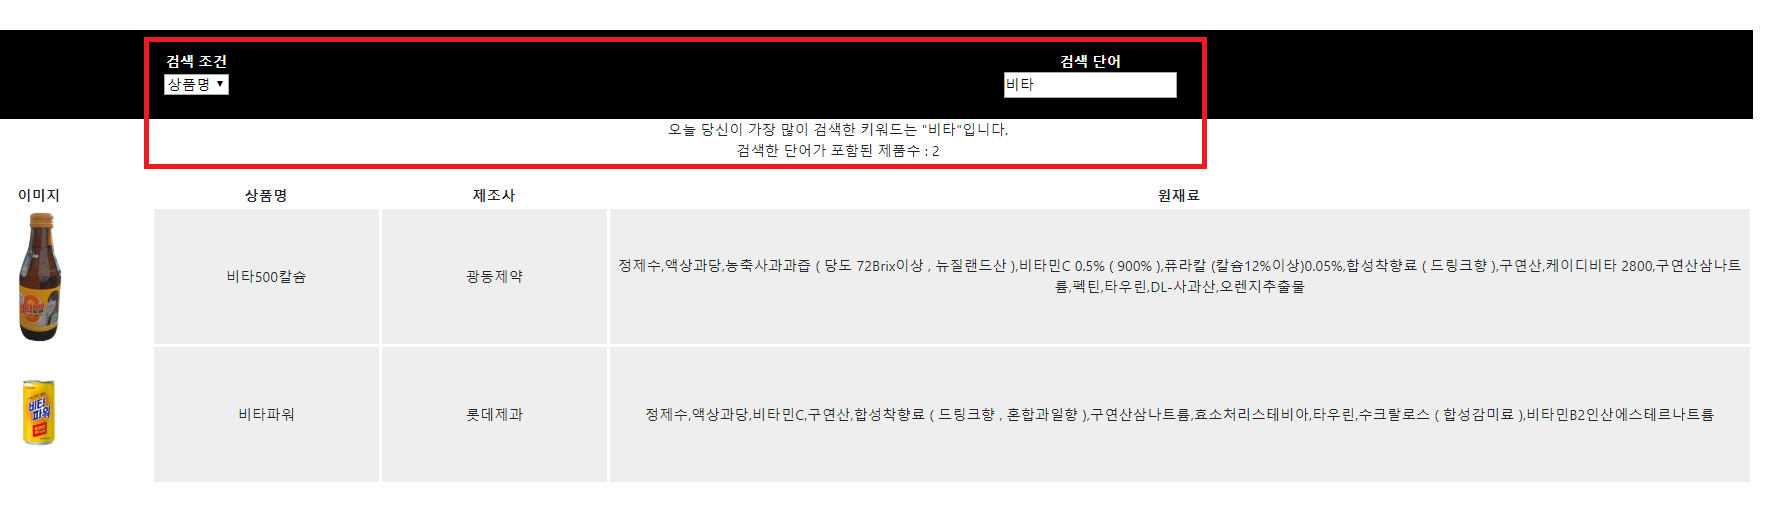 검색 조건
검색 단어
상품명 ▼
비타
오늘 당신이 가장 많이 검색한 키워드는 "비타"입니다.
검색한 단어가 포함된 제품수 : 2
이미지
상품명
제조사
원재료
비타500칼슘
광동제약
정제수,액상과당,농축사과과즙 ( 당도 72Brix이상 , 뉴질랜드산 ),비타민C 0.5% ( 900% ),퓨라칼 (칼슘12%이상)0.05%,합성착향료 ( 드링크향 ),구연산,케이디비타 2800,구연산삼나트
륨,펙틴,타우린,DL-사과산,오렌지추출물
비타
파워
비타파워
롯데제과
정제수,액상과당,비타민C,구연산,합성착향료 ( 드링크향 , 혼합과일향 ),구연산삼나트륨,효소처리스테비아,타우린,수크랄로스 ( 합성감미료 ),비타민B2인산에스테르나트륨